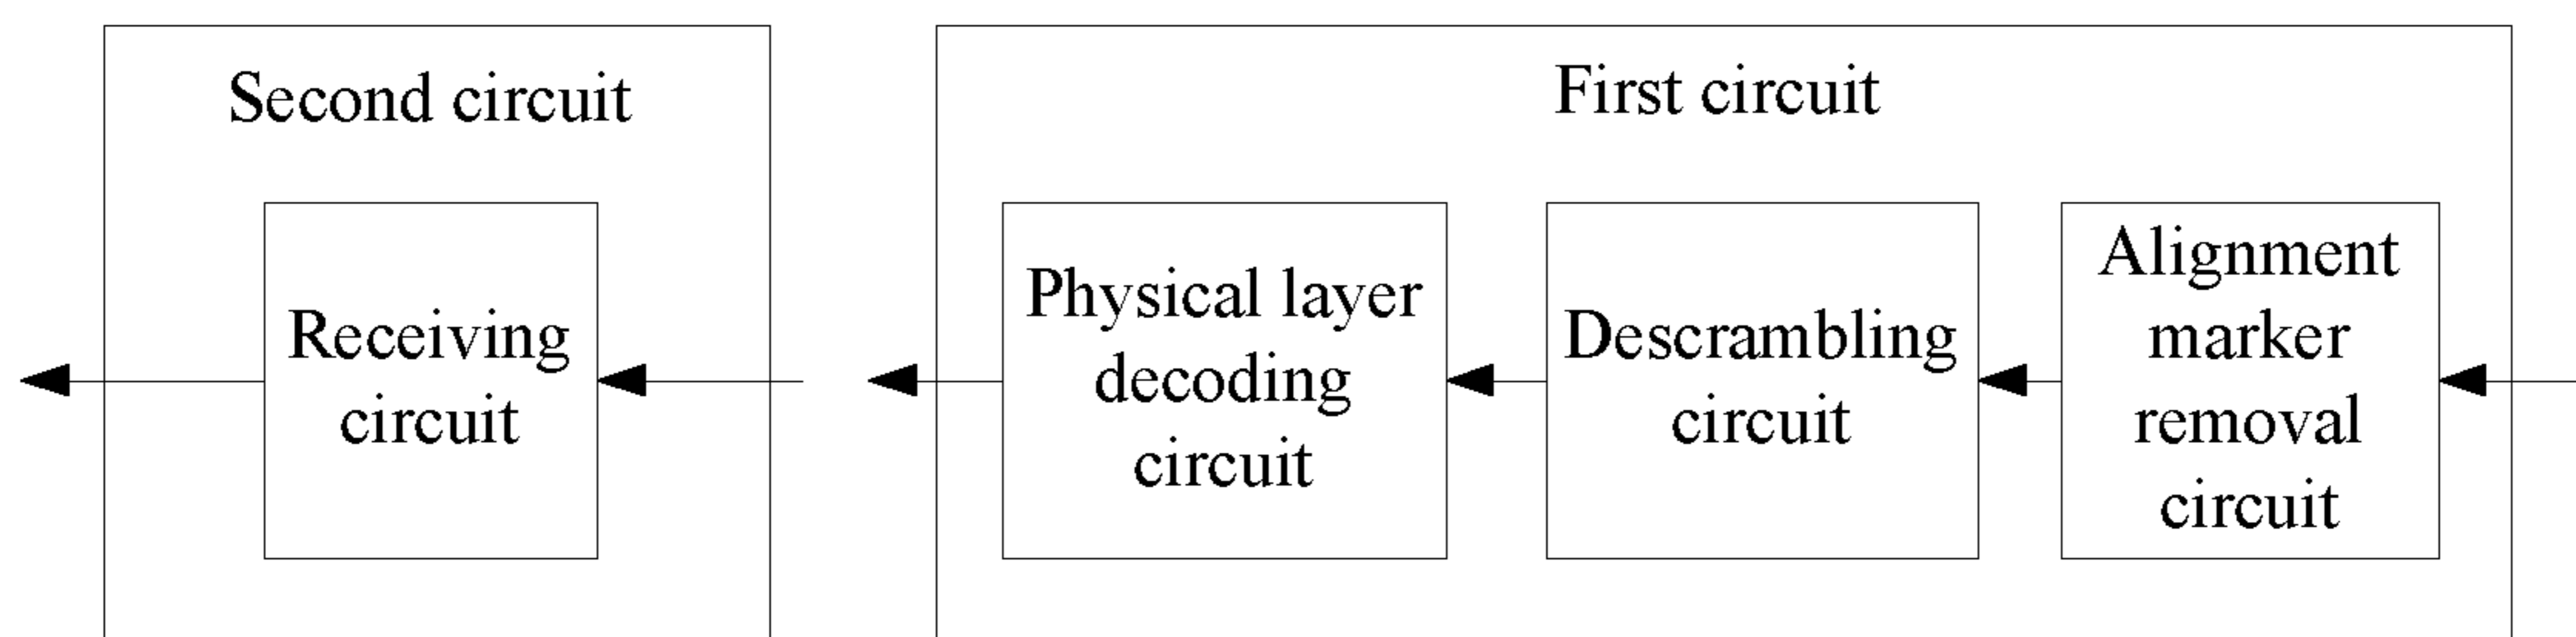 Second circuit
First circuit
Receiving
circuit
Physical layer
decoding
circuit
Descrambling
circuit
Alignment
marker
removal
circuit